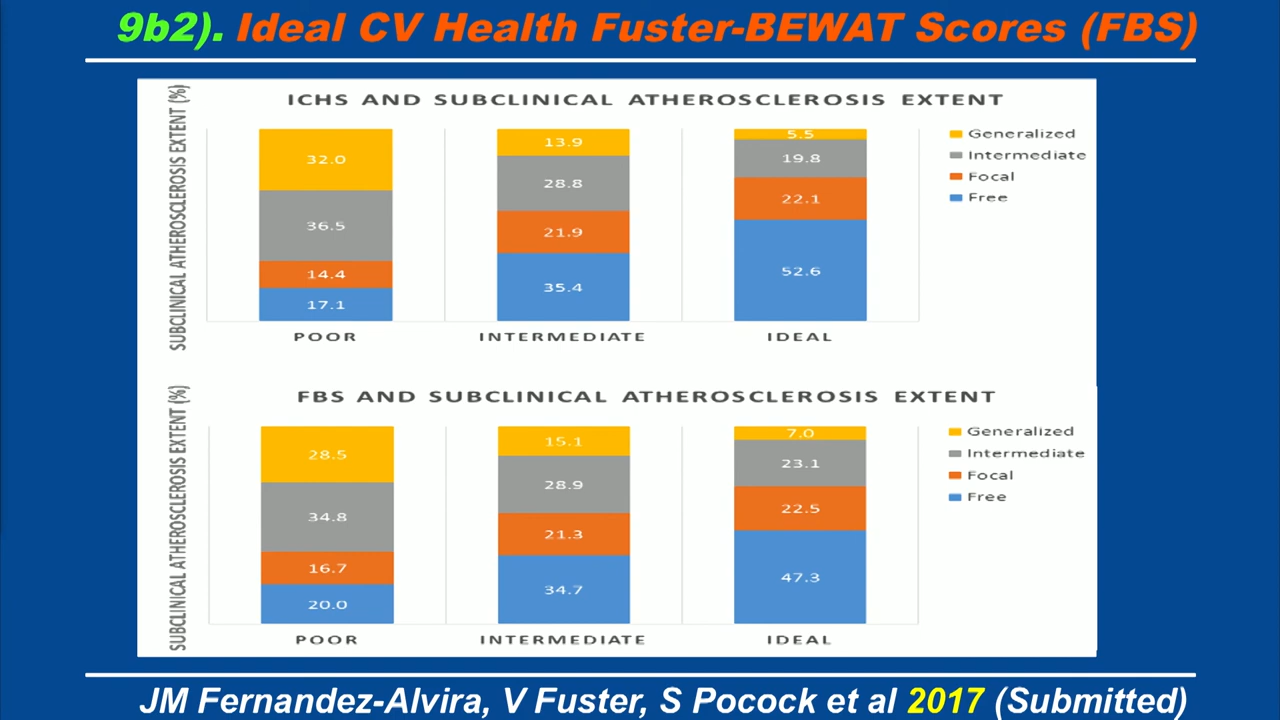 9b2). Ideal CV Health Fuster-BEWAT Scores (FBS)
ICHS AND SUBCLINICAL ATHEROSCLEROSIS EXTENT
SUBCLINICAL ATHEROSCLEROSIS EXTENT (%)
32.0
36.5
14.4
17.1
POOR
13.9
28.8
21.9
35.4
INTERMEDIATE
5.5
19.8
22.1
52.6
IDEAL
Generalized
Intermediate
Focal
Free
FBS AND SUBCLINICAL ATHEROSCLEROSIS EXTENT
SUBCLINICAL ATHEROSCLEROSIS EXTENT (%)
28.5
34.8
16.7
20.0
POOR
15.1
28.9
21.3
34.7
INTERMEDIATE
7.0
23.1
22.5
47.3
IDEAL
Generalized
Intermediate
Focal
Free
JM Fernandez-Alvira, V Fuster, S Pocock et al 2017 (Submitted)